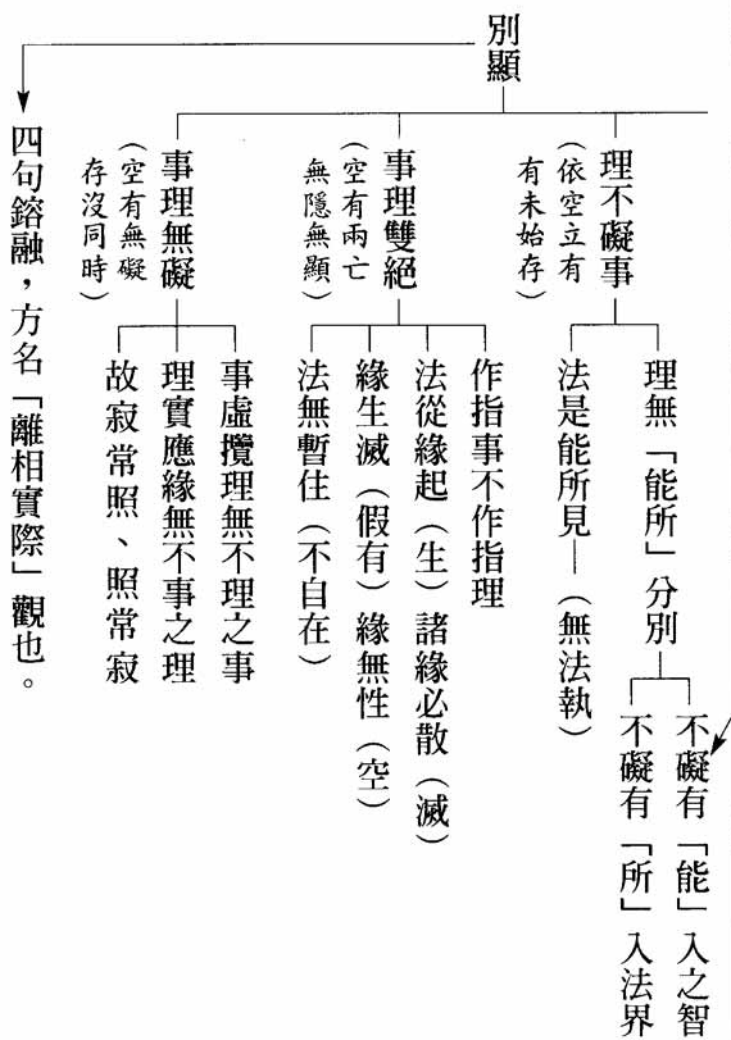 別顯
理不礙事
（依空立有
有未始存）
理無「能所」分別
不礙有「能」入之智
不礙有「所」入法界
法是能所見—（無法執）
事理雙絕
（空有兩亡
無隱無顯）
作指事不作指理
法從緣起（生）諸緣必散（滅）
緣生滅（假有）緣無性（空）
法無暫住（不自在）
事理無礙
（空有無礙
存沒同時）
事虛攬理無不理之事
理實應緣無不事之理
故寂常照、照常寂
四句鎔融，方名「離相實際」觀也。